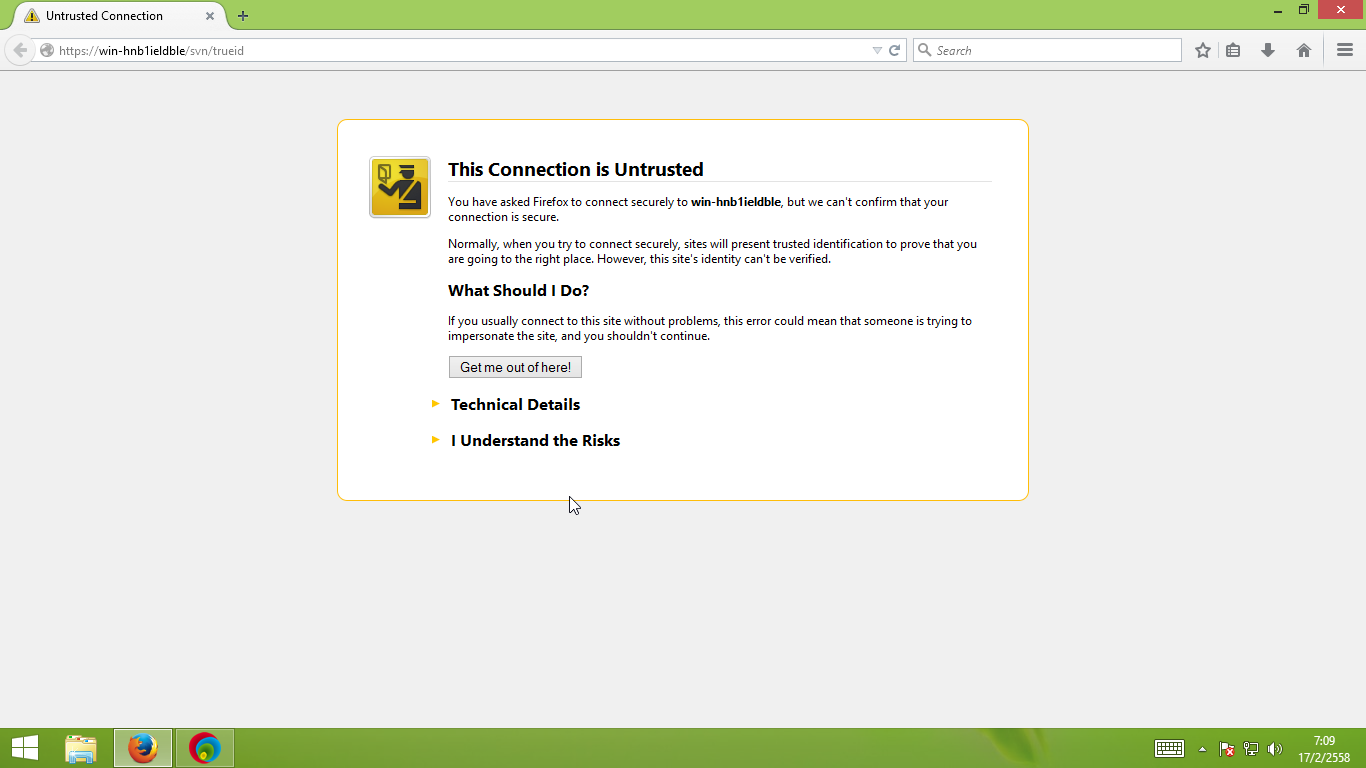 Untrusted Connection
https://win-hnb1ieldble/svn/trueid
Search
This Connection is Untrusted
You have asked Firefox to connect securely to win-hnb1ieldble, but we can't confirm that your
connection is secure.
Normally, when you try to connect securely, sites will present trusted identification to prove that you
are going to the right place. However, this site's identity can't be verified.
What Should I Do?
If you usually connect to this site without problems, this error could mean that someone is trying to
impersonate the site, and you shouldn't continue.
Get me out of here!
Technical Details
I Understand the Risks
7:09
17/2/2558